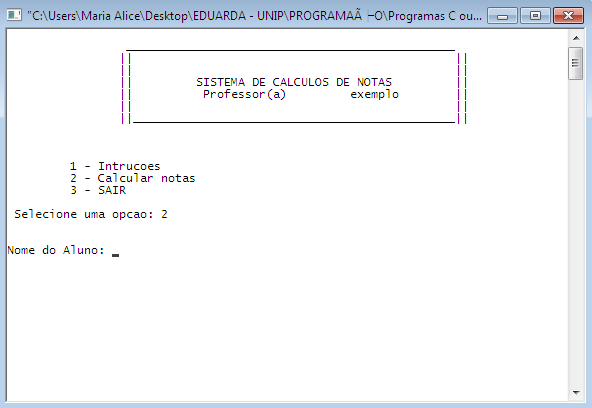 "C:\Users\Maria Alice\Desktop\EDUARDA - UNIP\PROGRAMAÃ ├O\Programas C ou...
SISTEMA DE CALCULOS DE NOTAS
Professor(a) exemplo
1 - Intrucoes
2 - Calcular notas
3 - SAIR
Selecione uma opcao: 2
Nome do Aluno: _